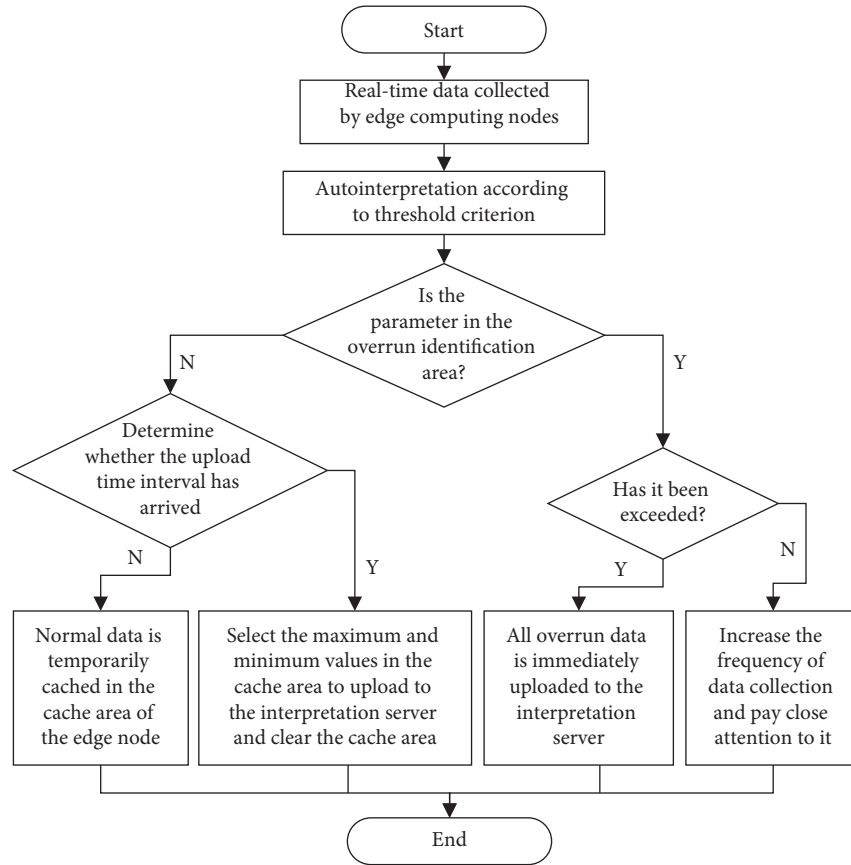 Start
Real-time data collected
by edge computing nodes
Autointerpretation according
to threshold criterion
Is the
parameter in the
overrun identification
area?
N
Y
Determine
whether the upload
time interval has
arrived
Has it been
exceeded?
N
Y
Y
N
Normal data is
temporarily
cached in the
cache area of
the edge node
Select the maximum and
minimum values in the
cache area to upload to
the interpretation server
and clear the cache area
All overrun data
is immediately
uploaded to the
interpretation
server
Increase the
frequency of
data collection
and pay close
attention to it
End